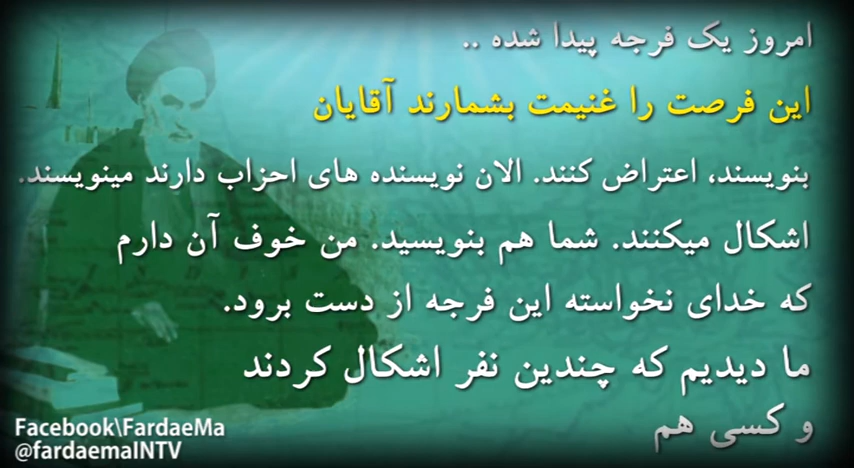 امروز یک فرجه پیدا شده ..
این فرصت را غنیمت بشمارند آقایان
بنویسند، اعتراض کنند. الان نویسنده های احزاب دارند مینویسند.
اشکال میکنند. شما هم بنویسید. من خوف آن دارم
که خدای نخواسته این فرجه از دست برود.
ما دیدیم که چندین نفر اشکال کردند
و کسی هم
Facebook\FardaeMa
@fardaemaINTV